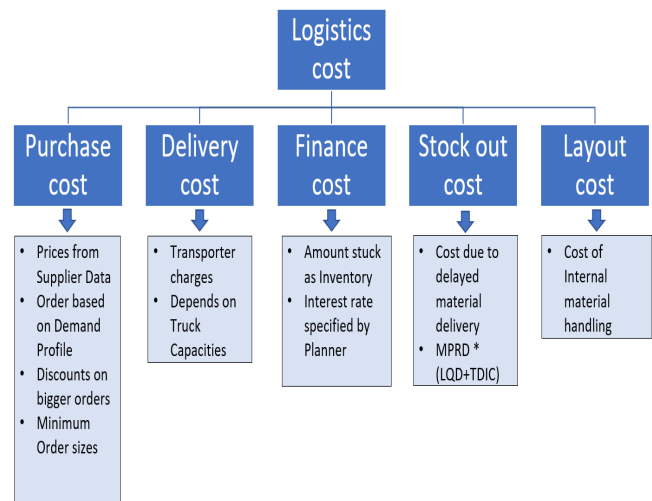 Logistics
cost
Purchase
cost
Delivery
cost
Finance
cost
Stock out
cost
Layout
cost
• Prices from
Supplier Data
• Order based
on Demand
Profile
• Discounts on
bigger orders
• Minimum
Order sizes
• Transporter
charges
• Depends on
Truck
Capacities
• Amount stuck
as Inventory
• Interest rate
specified by
Planner
• Cost due to
delayed
material
delivery
• MPRD *
(LQD+TDIC)
• Cost of
Internal
material
handling